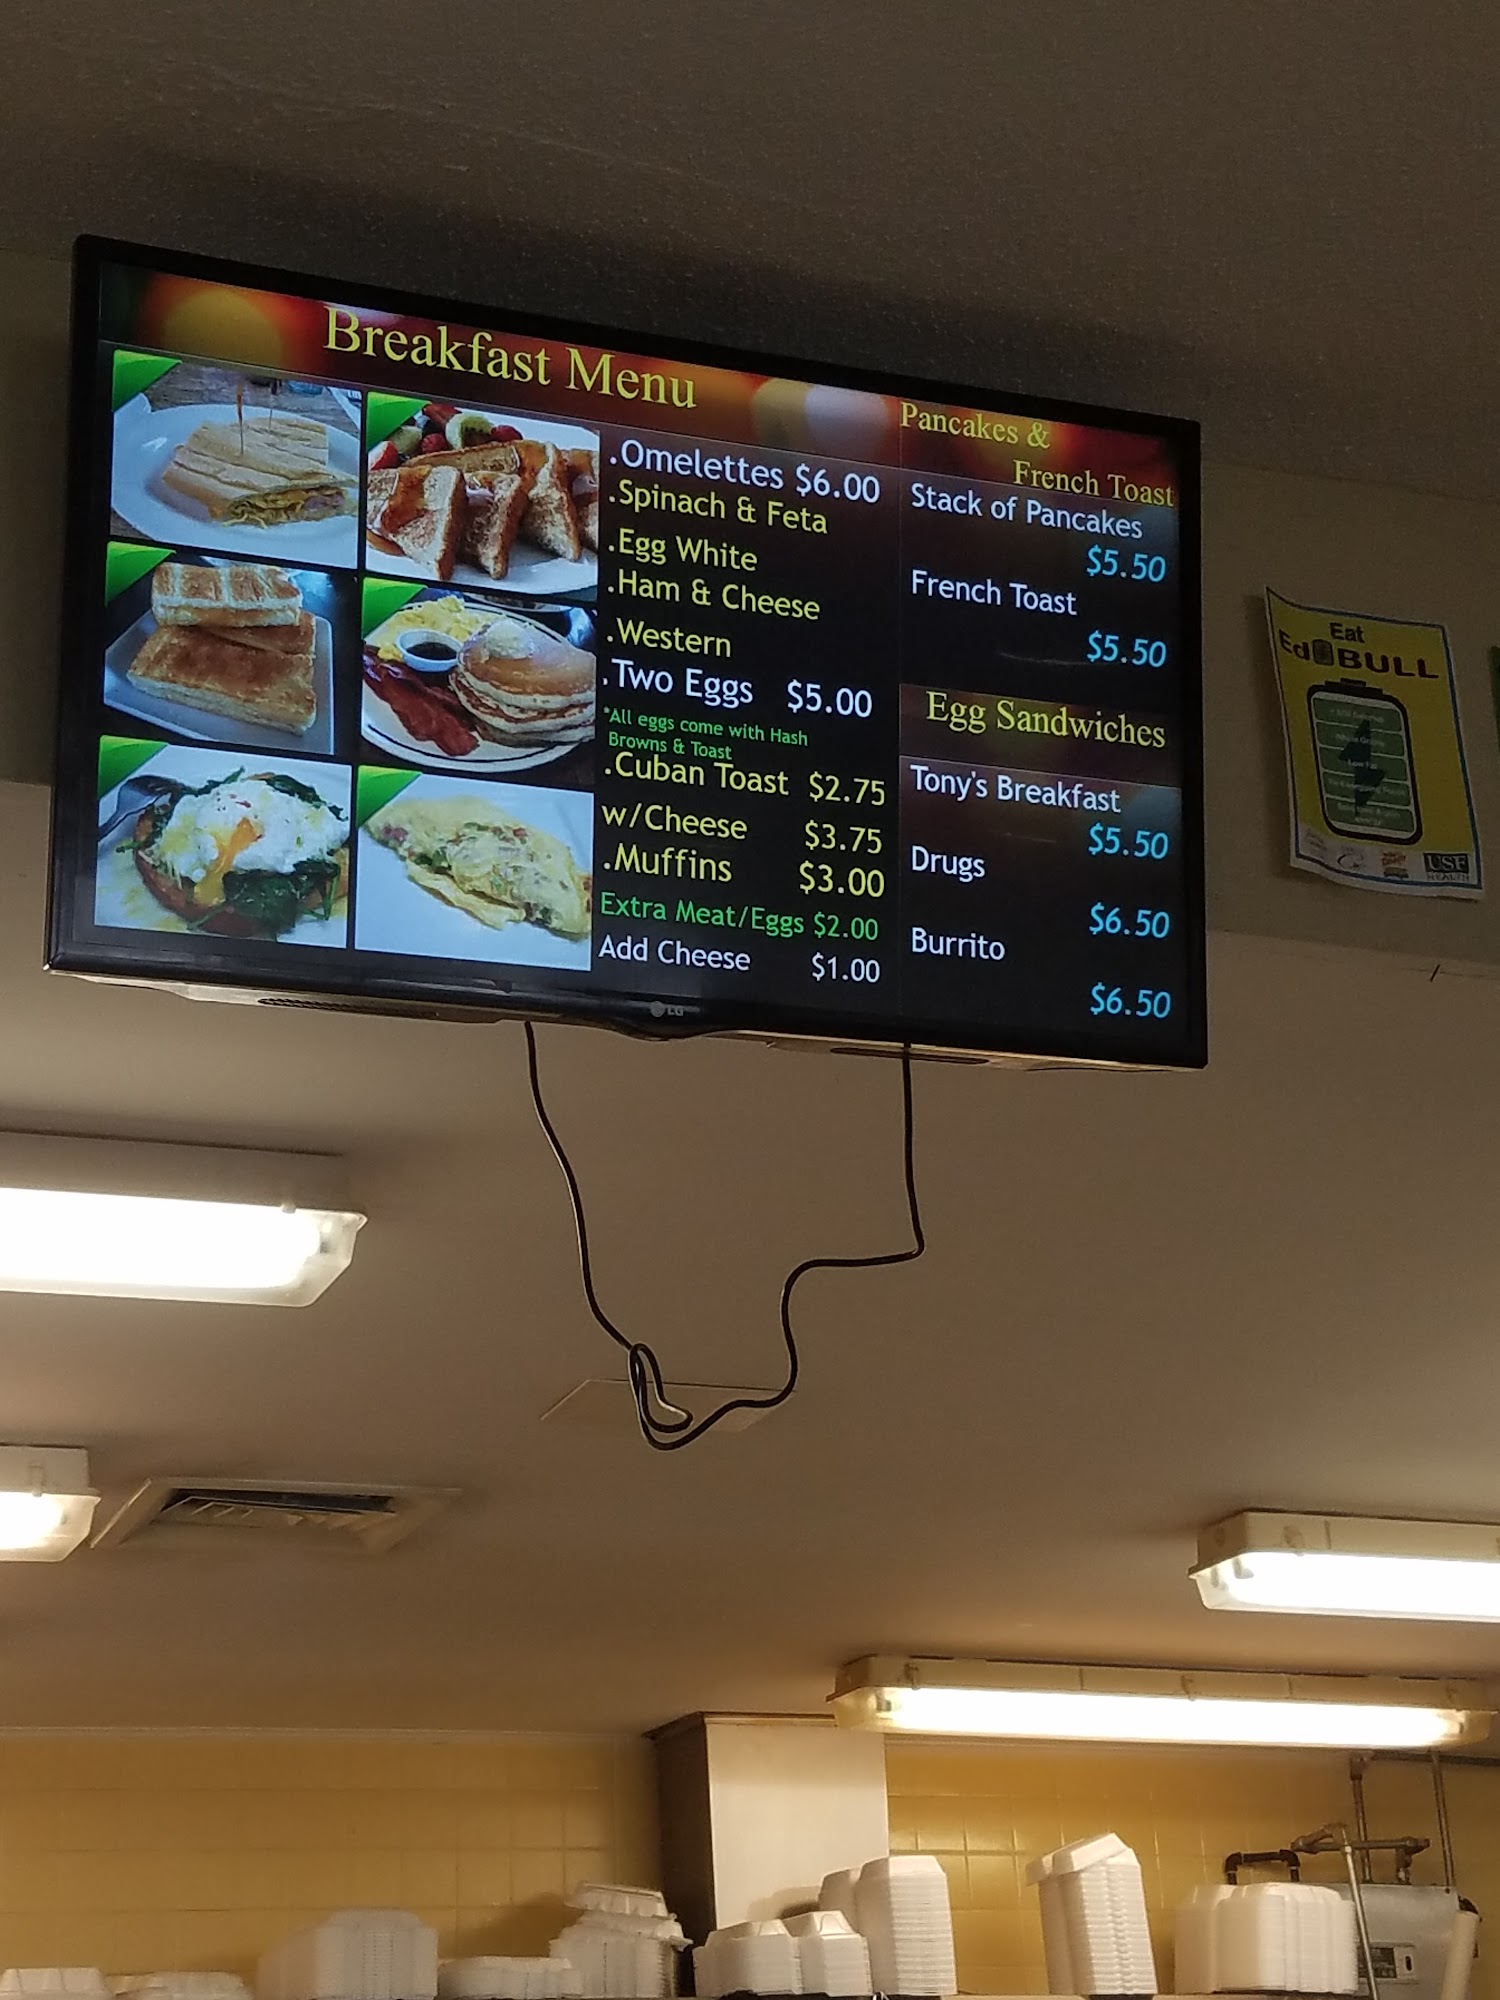 Breakfast Menu
.Omelettes $6.00
.Spinach & Feta
.Egg White
.Ham & Cheese
.Western
.Two Eggs $5.00
*All eggs come with Hash
Browns & Toast
.Cuban Toast $2.75
w/Cheese $3.75
.Muffins $3.00
Extra Meat/Eggs $2.00
Add Cheese $1.00
Pancakes &
French Toast
Stack of Pancakes
$5.50
French Toast
$5.50
Egg Sandwiches
Tony's Breakfast
$5.50
Drugs
$6.50
Burrito
$6.50
LG
Eat
Ed BULL
Low Fat
USF
HEALTH